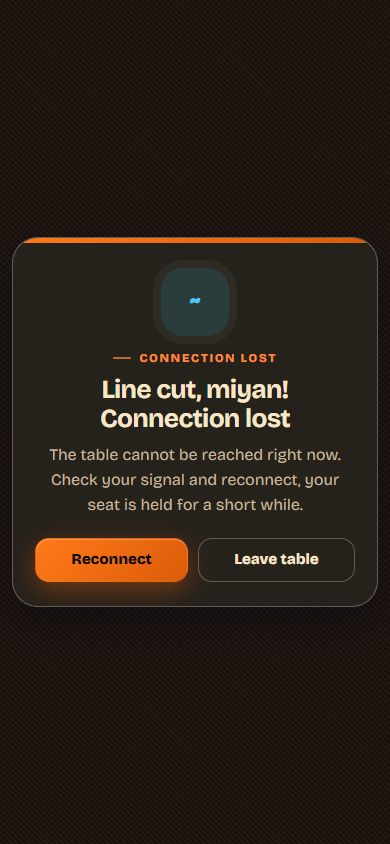 ~
CONNECTION LOST
Line cut, miyan!
Connection lost
The table cannot be reached right now.
Check your signal and reconnect, your
seat is held for a short while.
Reconnect
Leave table